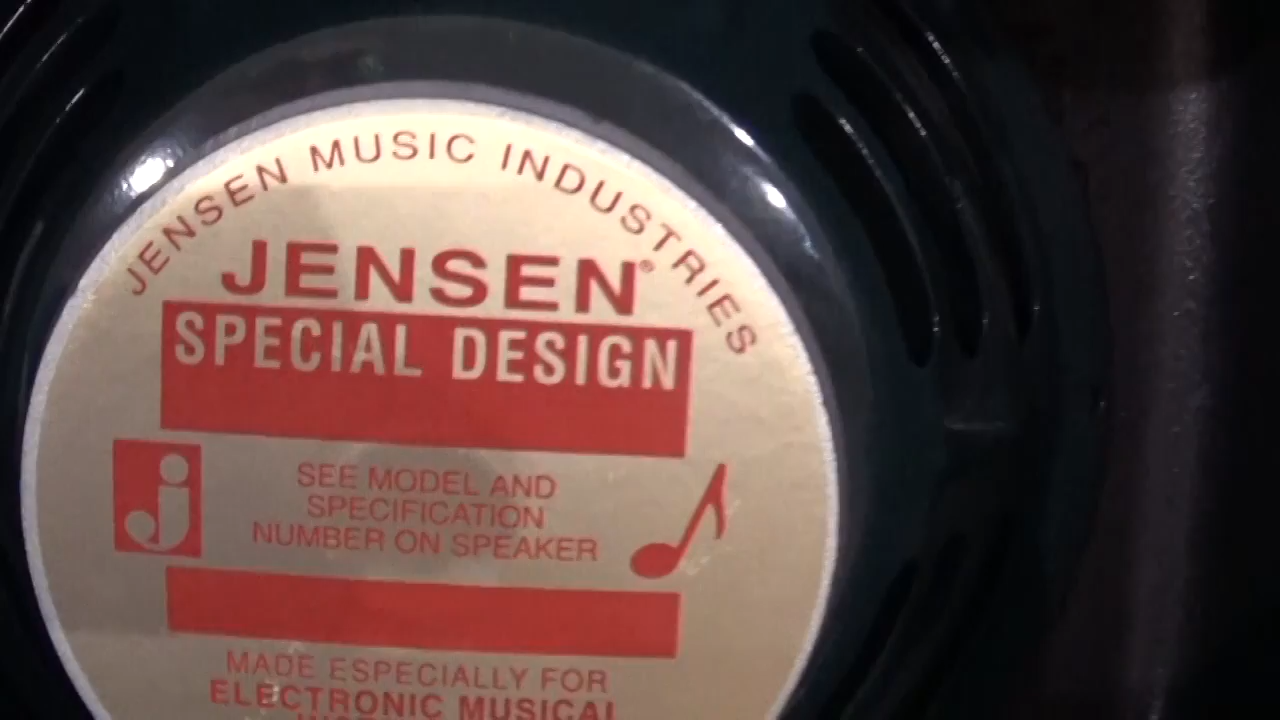 JENSEN MUSIC INDUSTRIES
JENSEN®
SPECIAL DESIGN
SEE MODEL AND
SPECIFICATION
NUMBER ON SPEAKER
MADE ESPECIALLY FOR
ELECTRONIC MUSICAL